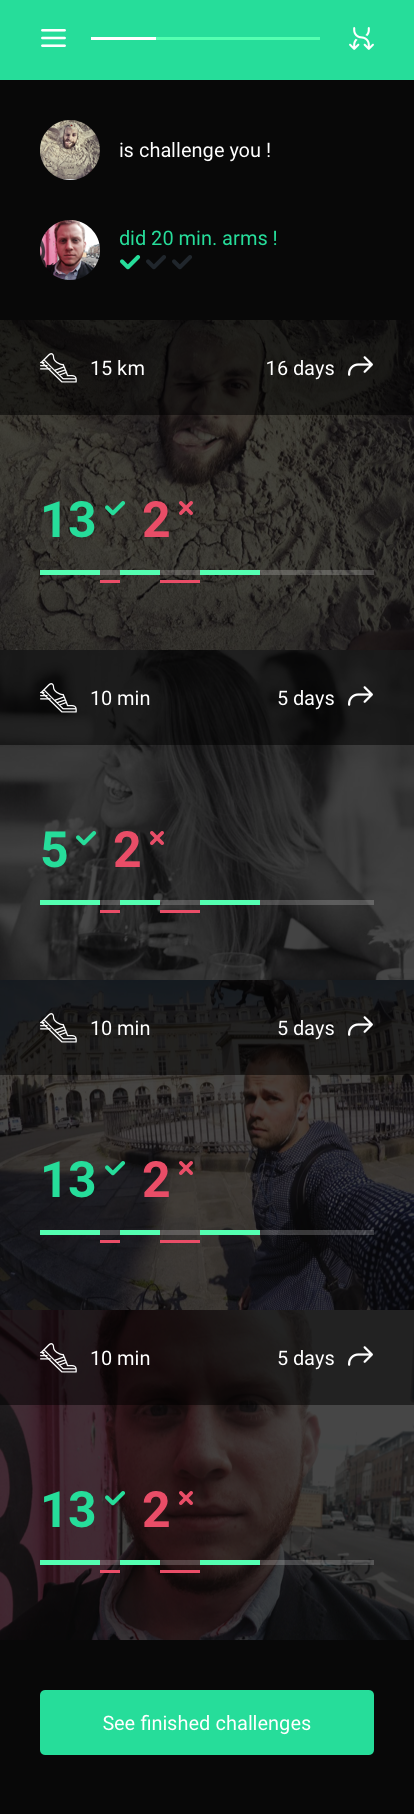 is challenge you !
did 20 min. arms !
15 km 16 days
13 2
10 min 5 days
5 2
10 min 5 days
13 2
10 min 5 days
13 2
See finished challenges